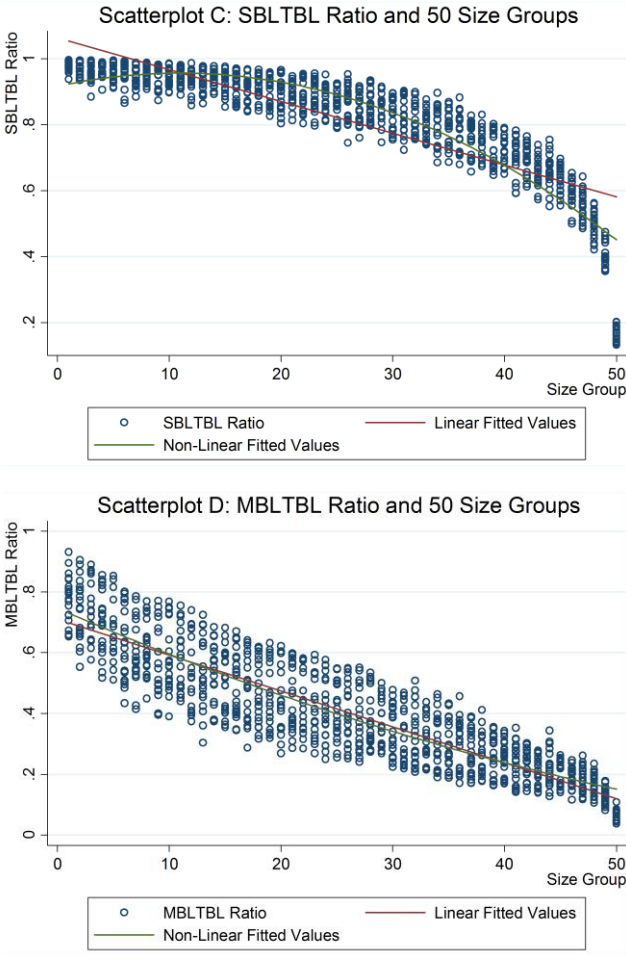 Scatterplot C: SBLTBL Ratio and 50 Size Groups
SBLTBL Ratio
1
.8
.6
.4
.2
0 10 20 30 40 50
Size Group
SBLTBL Ratio Linear Fitted Values
Non-Linear Fitted Values
Scatterplot D: MBLTBL Ratio and 50 Size Groups
MBLTBL Ratio
1
.8
.6
.4
.2
0
0 10 20 30 40 50
Size Group
MBLTBL Ratio Linear Fitted Values
Non-Linear Fitted Values